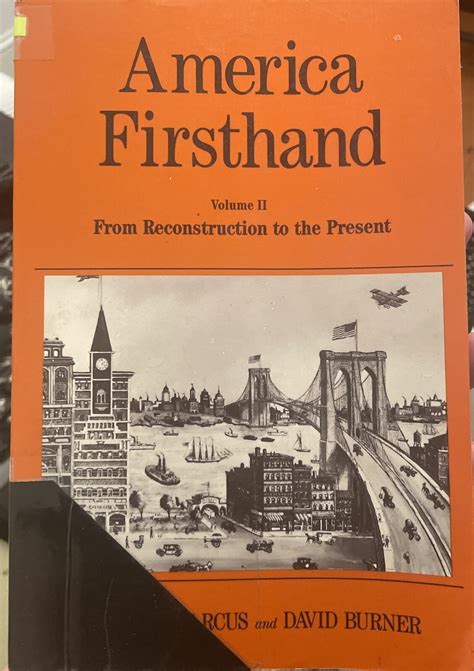 America
Firsthand
Volume II
From Reconstruction to the Present
RCUS and DAVID BURNER